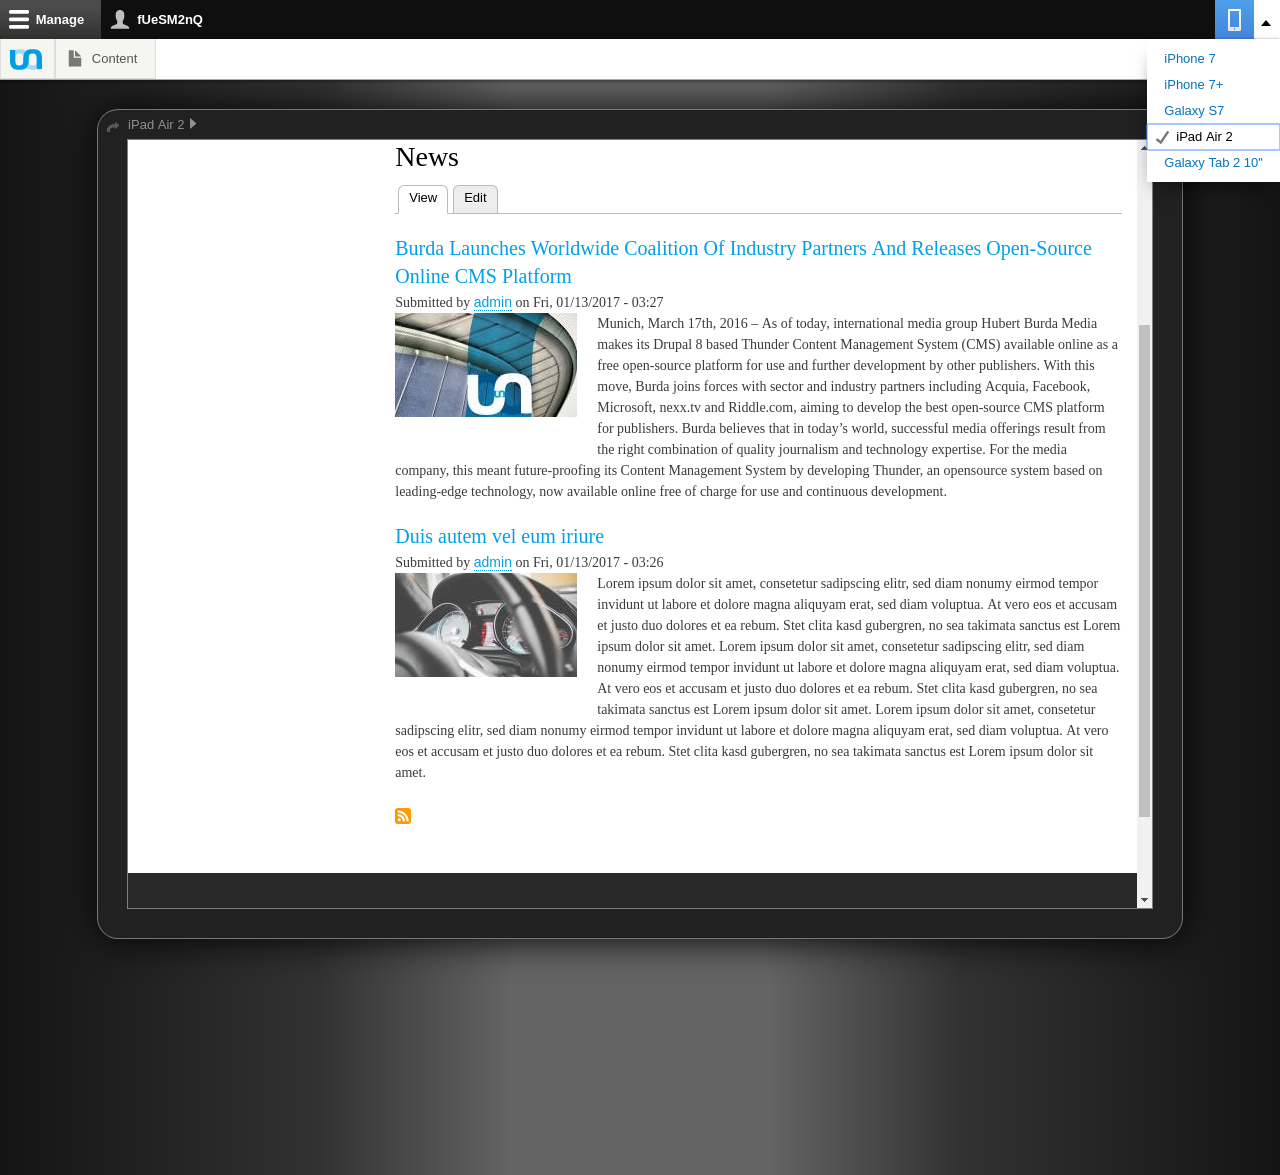 Manage
fUeSM2nQ
Content
iPhone 7
iPhone 7+
Galaxy S7
iPad Air 2
Galaxy Tab 2 10"
iPad Air 2
News
View
Edit
Burda Launches Worldwide Coalition Of Industry Partners And Releases Open-Source
Online CMS Platform
Submitted by admin on Fri, 01/13/2017 - 03:27
Munich, March 17th, 2016 – As of today, international media group Hubert Burda Media
makes its Drupal 8 based Thunder Content Management System (CMS) available online as a
free open-source platform for use and further development by other publishers. With this
move, Burda joins forces with sector and industry partners including Acquia, Facebook,
Microsoft, nexx.tv and Riddle.com, aiming to develop the best open-source CMS platform
for publishers. Burda believes that in today’s world, successful media offerings result from
the right combination of quality journalism and technology expertise. For the media
company, this meant future-proofing its Content Management System by developing Thunder, an opensource system based on
leading-edge technology, now available online free of charge for use and continuous development.
Duis autem vel eum iriure
Submitted by admin on Fri, 01/13/2017 - 03:26
Lorem ipsum dolor sit amet, consetetur sadipscing elitr, sed diam nonumy eirmod tempor
invidunt ut labore et dolore magna aliquyam erat, sed diam voluptua. At vero eos et accusam
et justo duo dolores et ea rebum. Stet clita kasd gubergren, no sea takimata sanctus est Lorem
ipsum dolor sit amet. Lorem ipsum dolor sit amet, consetetur sadipscing elitr, sed diam
nonumy eirmod tempor invidunt ut labore et dolore magna aliquyam erat, sed diam voluptua.
At vero eos et accusam et justo duo dolores et ea rebum. Stet clita kasd gubergren, no sea
takimata sanctus est Lorem ipsum dolor sit amet. Lorem ipsum dolor sit amet, consetetur
sadipscing elitr, sed diam nonumy eirmod tempor invidunt ut labore et dolore magna aliquyam erat, sed diam voluptua. At vero
eos et accusam et justo duo dolores et ea rebum. Stet clita kasd gubergren, no sea takimata sanctus est Lorem ipsum dolor sit
amet.